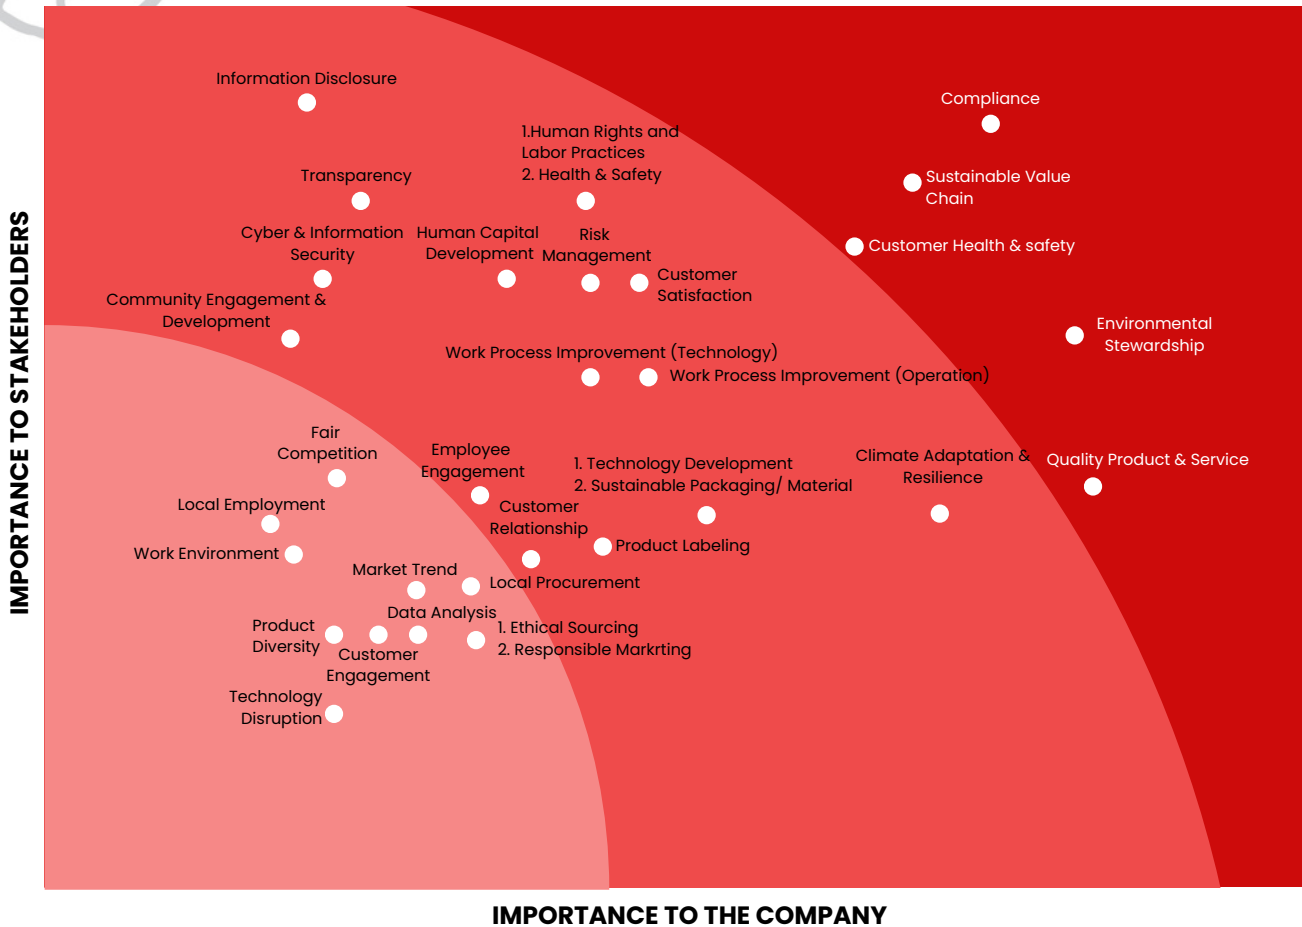 Information Disclosure
Compliance
1.Human Rights and
Labor Practices
2. Health & Safety
Transparency
Sustainable Value
Chain
Cyber & Information
Security
Human Capital
Development
Risk
Management
Customer Health & safety
Customer
Satisfaction
Community Engagement &
Development
Environmental
Stewardship
Work Process Improvement (Technology)
Work Process Improvement (Operation)
Fair
Competition
Employee
Engagement
1. Technology Development
2. Sustainable Packaging/ Material
Climate Adaptation &
Resilience
Quality Product & Service
Local Employment
Customer
Relationship
Work Environment
Product Labeling
Market Trend
Local Procurement
Data Analysis
Product
Diversity
1. Ethical Sourcing
2. Responsible Markrting
Customer
Engagement
Technology
Disruption
IMPORTANCE TO STAKEHOLDERS
IMPORTANCE TO THE COMPANY